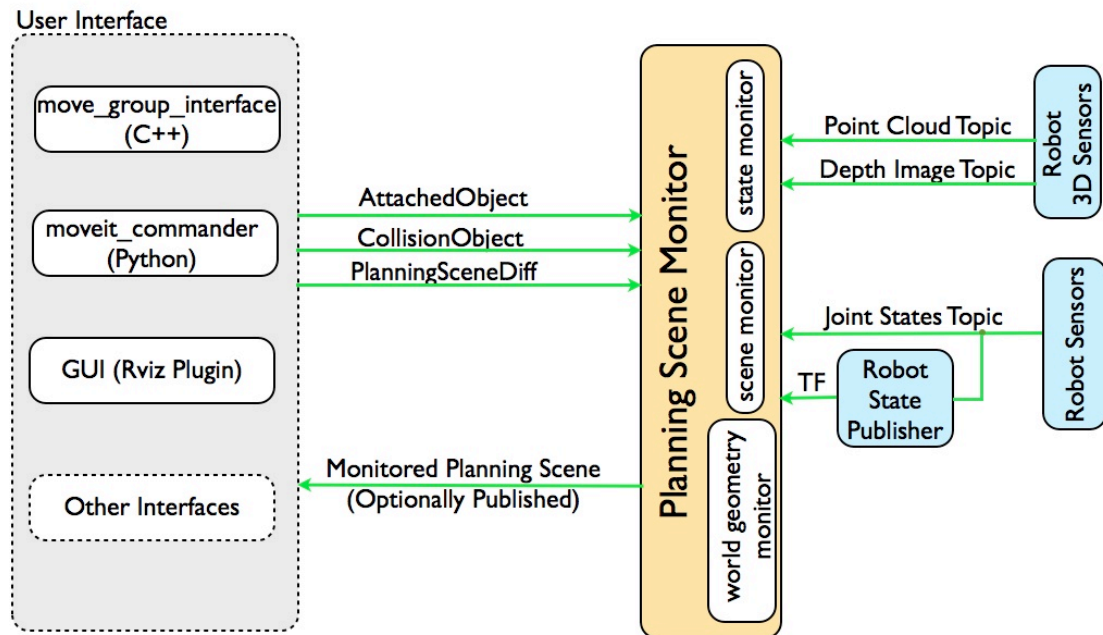 User Interface
move_group_interface
(C++)
moveit_commander
(Python)
GUI (Rviz Plugin)
Other Interfaces
AttachedObject
CollisionObject
PlanningSceneDiff
Monitored Planning Scene
(Optionally Published)
Planning Scene Monitor
state monitor
scene monitor
world geometry
monitor
Point Cloud Topic
Depth Image Topic
Joint States Topic
TF
Robot
State
Publisher
Robot
3D Sensors
Robot Sensors